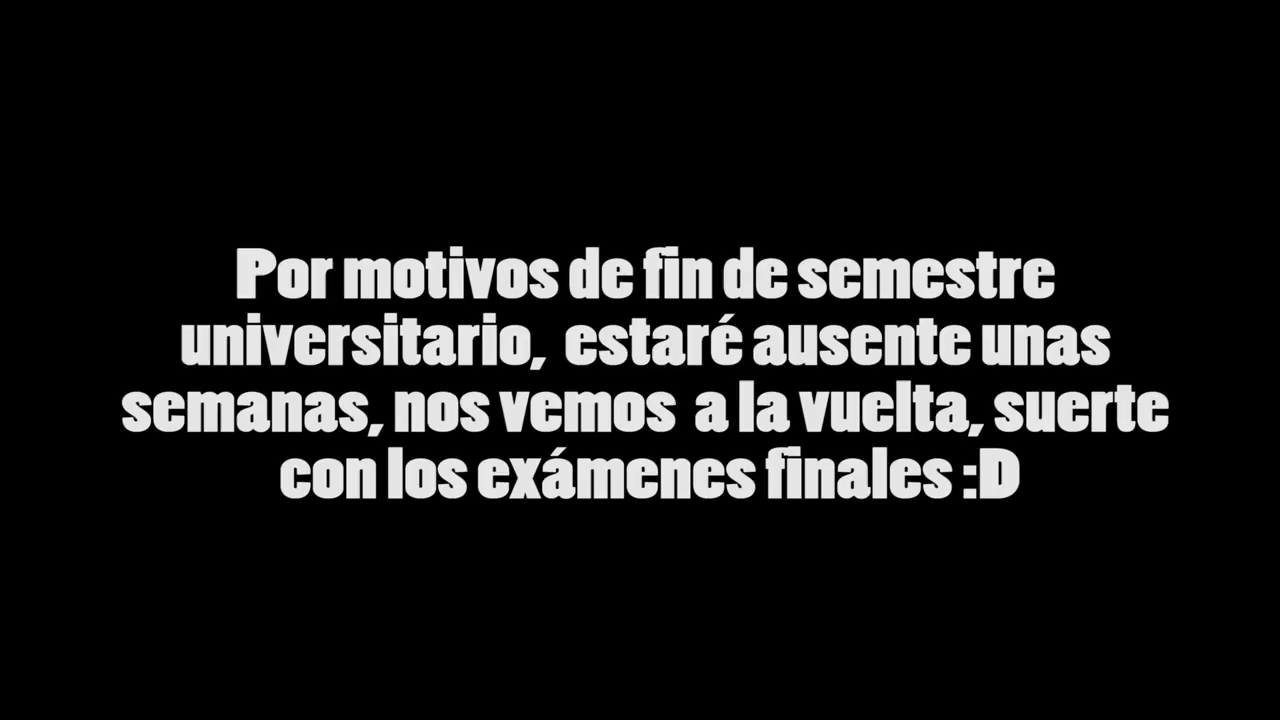 Por motivos de fin de semestre
universitario, estaré ausente unas
semanas, nos vemos a la vuelta, suerte
con los exámenes finales :D